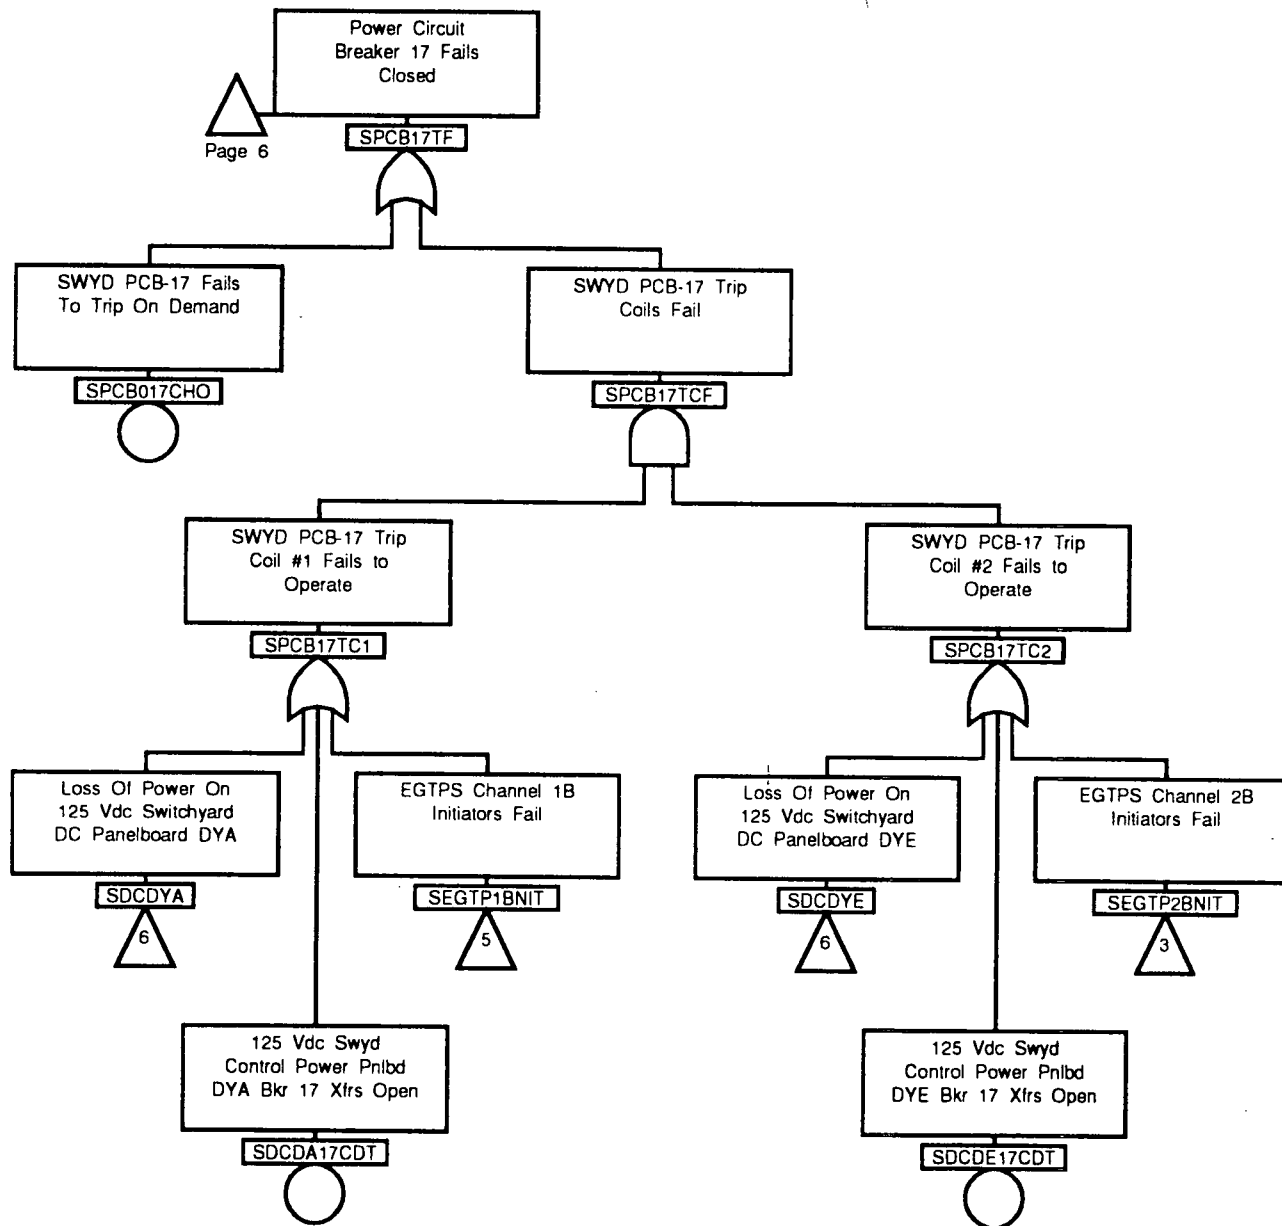 Power Circuit
Breaker 17 Fails
Closed
Page 6
SPCB17TF
SWYD PCB-17 Fails
To Trip On Demand
SPCB017CHO
SWYD PCB-17 Trip
Coils Fail
SPCB17TCF
SWYD PCB-17 Trip
Coil #1 Fails to
Operate
SPCB17TC1
SWYD PCB-17 Trip
Coil #2 Fails to
Operate
SPCB17TC2
Loss Of Power On
125 Vdc Switchyard
DC Panelboard DYA
SDCDYA
6
EGTPS Channel 1B
Initiators Fail
SEGTP1BNIT
5
Loss Of Power On
125 Vdc Switchyard
DC Panelboard DYE
SDCDYE
6
EGTPS Channel 2B
Initiators Fail
SEGTP2BNIT
3
125 Vdc Swyd
Control Power Pnlbd
DYA Bkr 17 Xfrs Open
SDCDA17CDT
125 Vdc Swyd
Control Power Pnlbd
DYE Bkr 17 Xfrs Open
SDCDE17CDT